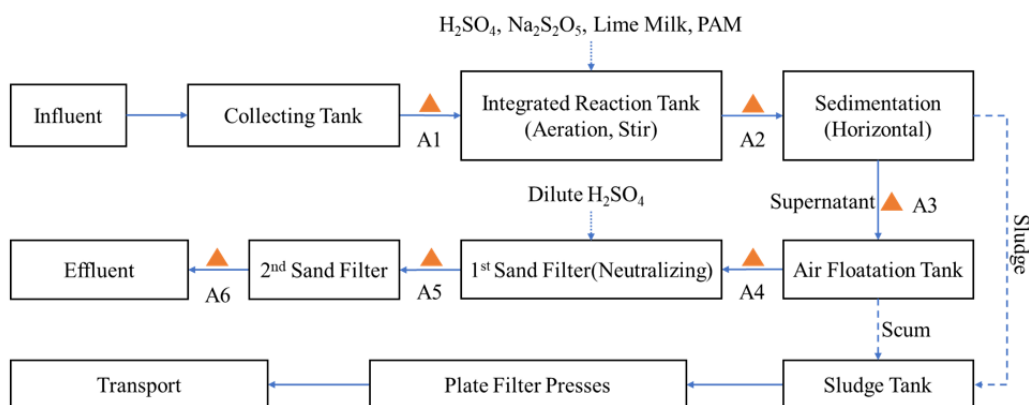 H₂SO₄, Na₂S₂O₅, Lime Milk, PAM
Influent
Collecting Tank
A1
Integrated Reaction Tank
(Aeration, Stir)
A2
Sedimentation
(Horizontal)
Supernatant
A3
Sludge
Dilute H₂SO₄
Effluent
A6
2nd Sand Filter
A5
1st Sand Filter(Neutralizing)
A4
Air Floatation Tank
Scum
Transport
Plate Filter Presses
Sludge Tank